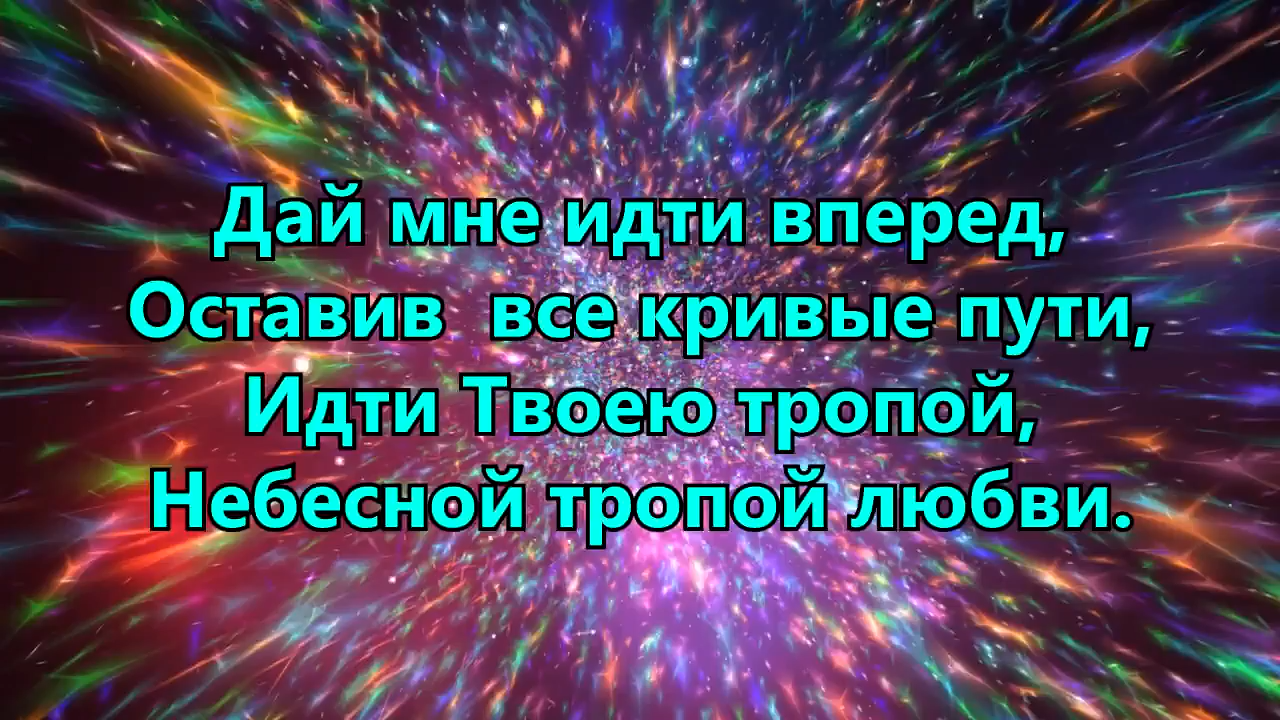 Дай мне идти вперед,
Оставив  все кривые пути,
Идти Твоею тропой,
Небесной тропой любви.